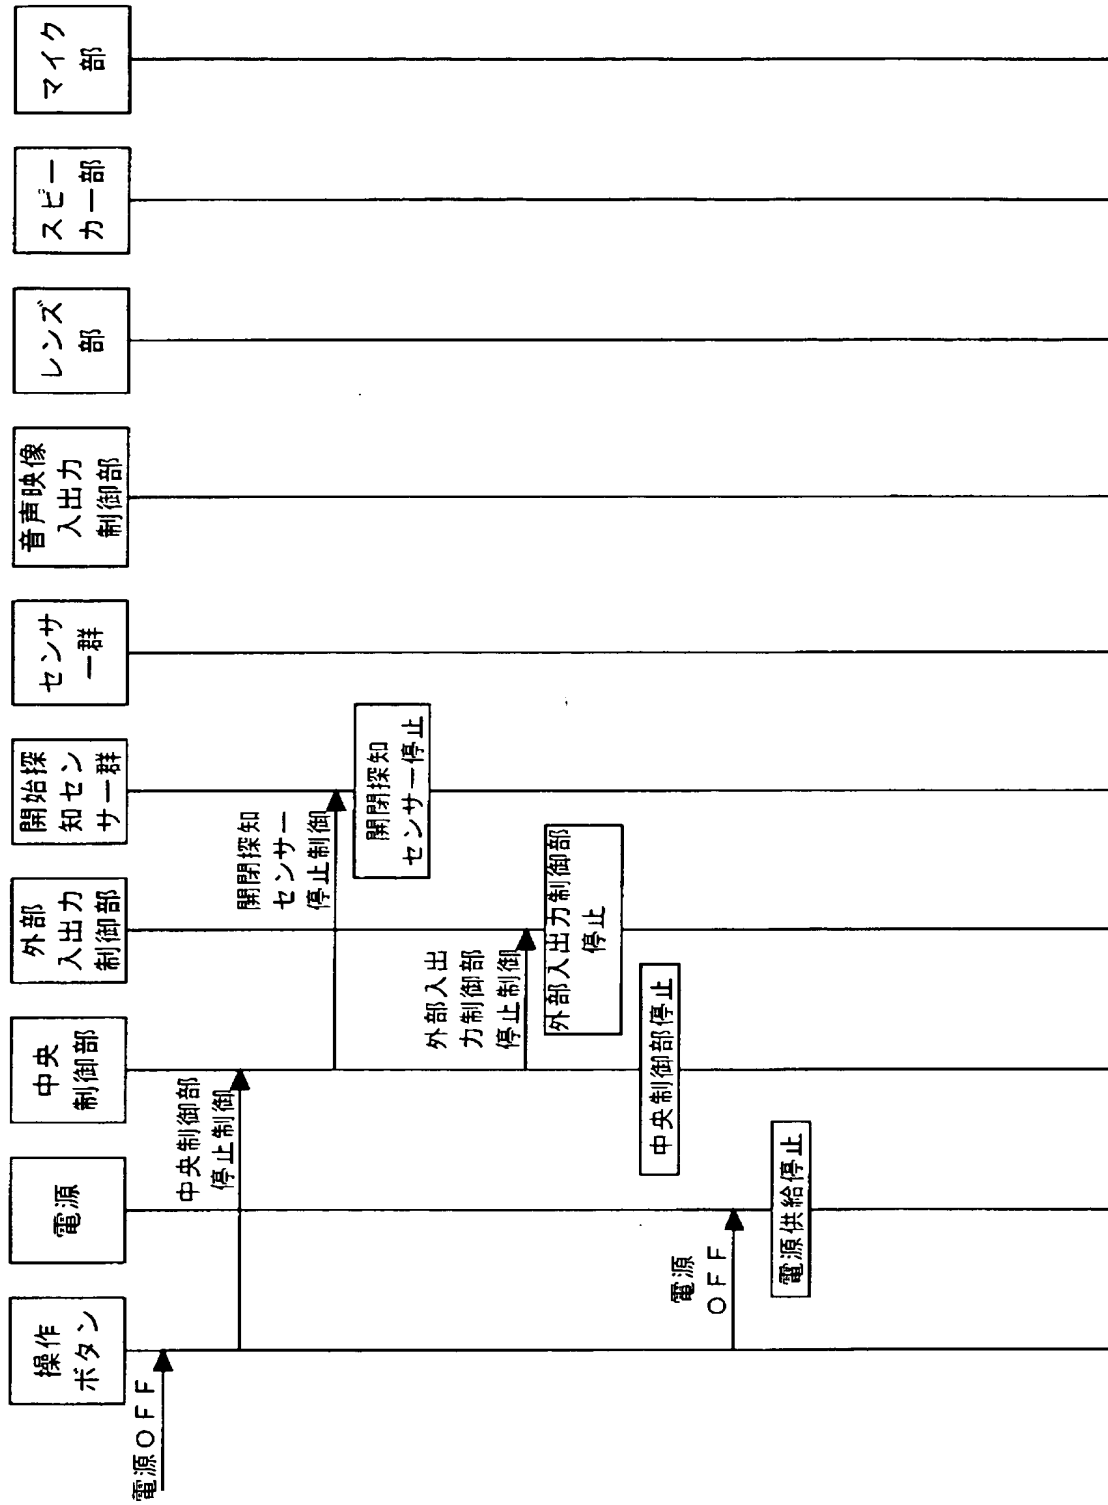 操作
ボタン
電源
中央
制御部
外部
入出力
制御部
開始探
知セン
サー群
センサ
ー群
音声映像
入出力
制御部
レンズ
部
スピー
カー部
マイク
部
電源OFF
中央制御部
停止制御
開閉探知
センサー
停止制御
開閉探知
センサー停止
外部入出
力制御部
停止制御
外部入出力制御部
停止
中央制御部停止
電源
OFF
電源供給停止